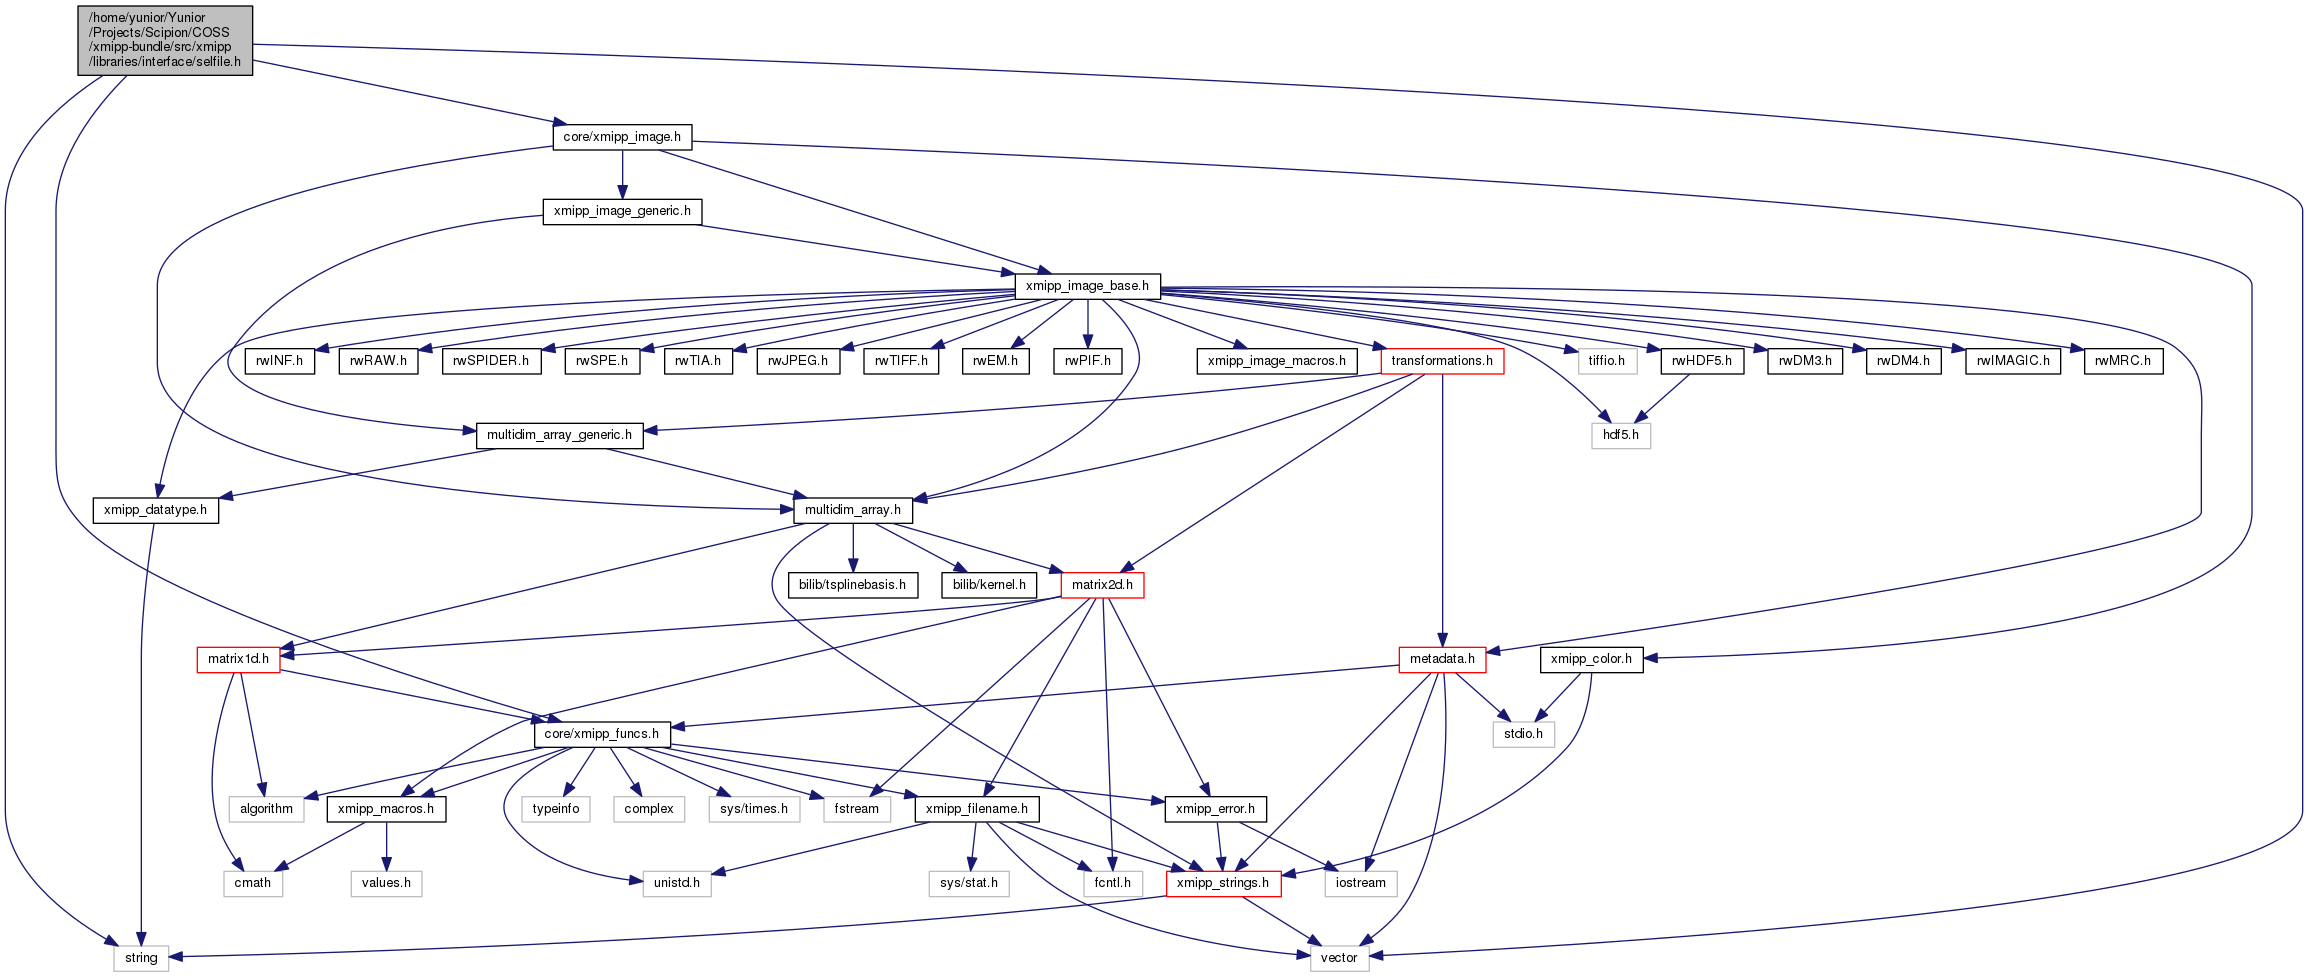 /home/yunior/Yunior
/Projects/Scipion/COSS
/xmipp-bundle/src/xmipp
/libraries/interface/selfile.h
core/xmipp_image.h
xmipp_image_generic.h
xmipp_image_base.h
rwINF.h
rwRAW.h
rwSPIDER.h
rwSPE.h
rwTIA.h
rwJPEG.h
rwTIFF.h
rwEM.h
rwPIF.h
xmipp_image_macros.h
transformations.h
tiffio.h
rwHDF5.h
rwDM3.h
rwDM4.h
rwIMAGIC.h
rwMRC.h
multidim_array_generic.h
hdf5.h
xmipp_datatype.h
multidim_array.h
bilib/tsplinebasis.h
bilib/kernel.h
matrix2d.h
matrix1d.h
metadata.h
xmipp_color.h
core/xmipp_funcs.h
stdio.h
algorithm
xmipp_macros.h
typeinfo
complex
sys/times.h
fstream
xmipp_filename.h
xmipp_error.h
cmath
values.h
unistd.h
sys/stat.h
fcntl.h
xmipp_strings.h
iostream
string
vector